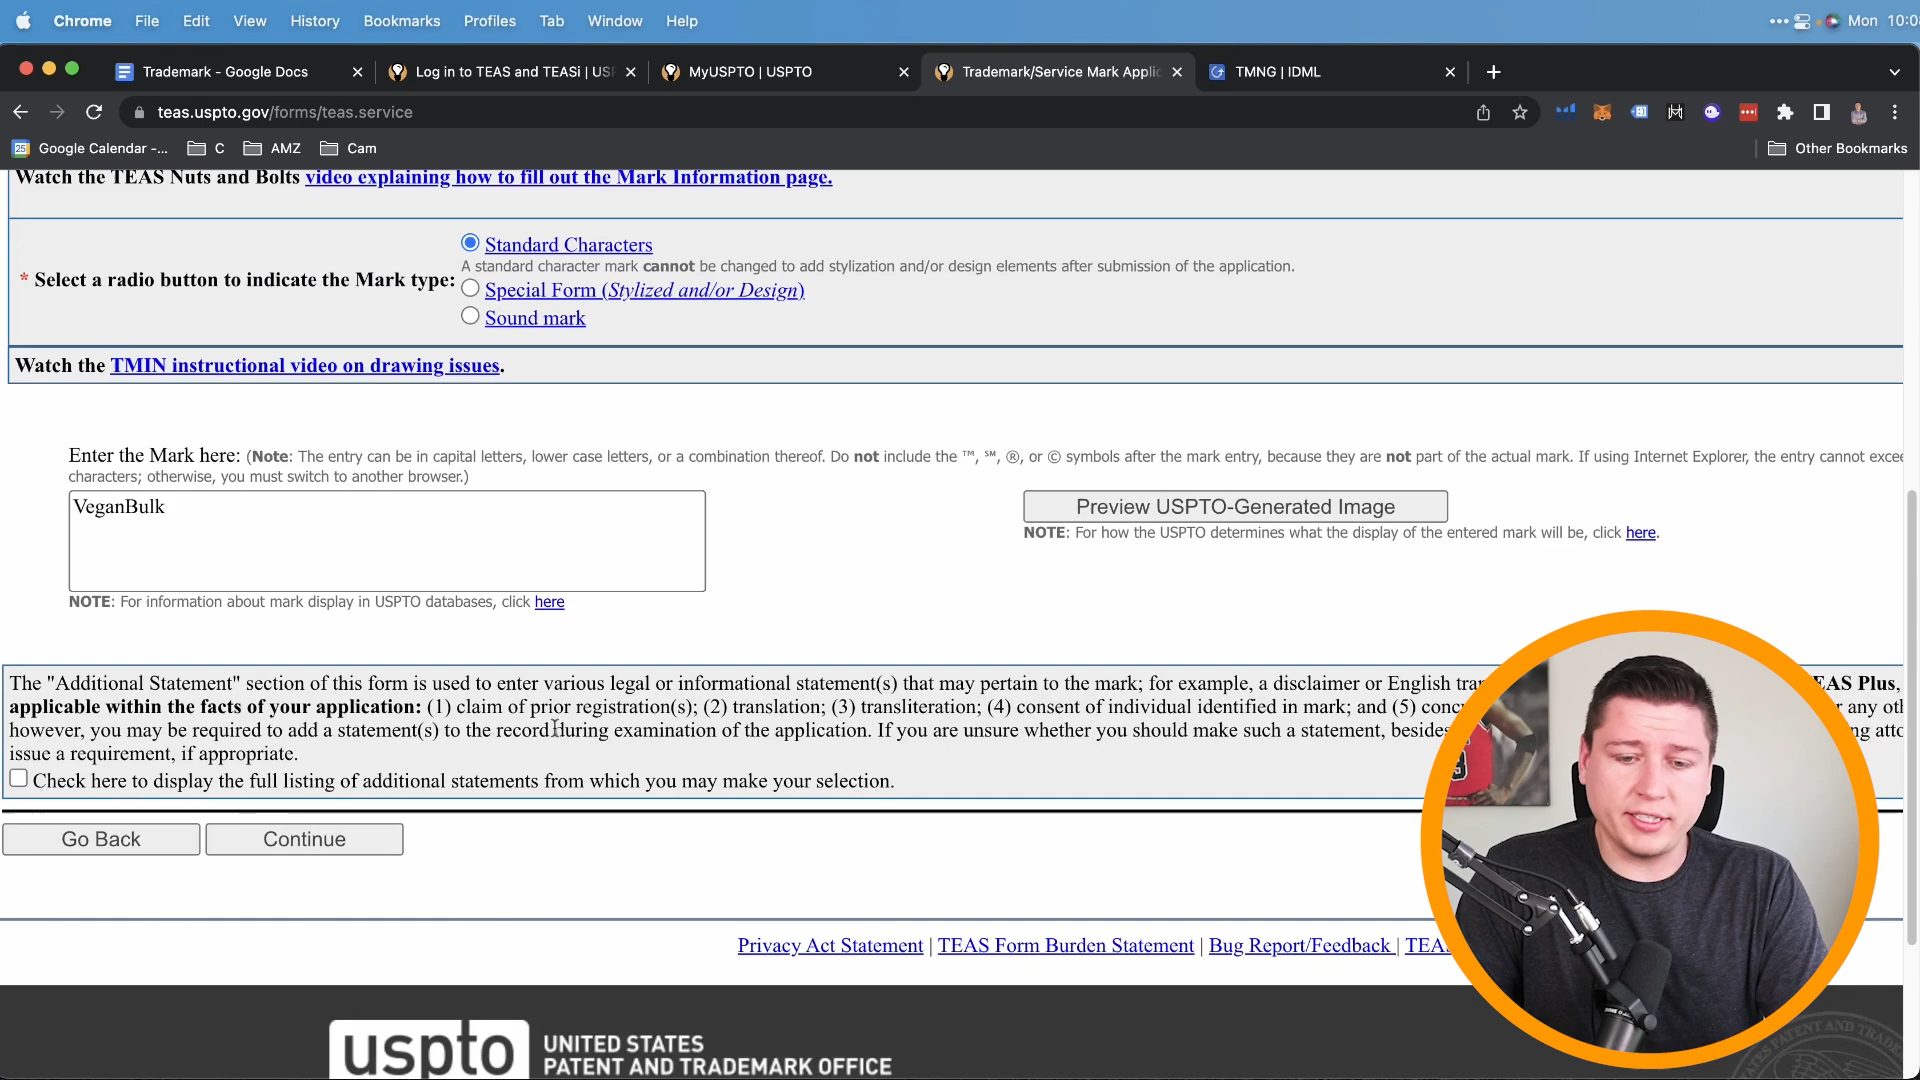 Chrome File Edit View History Bookmarks Profiles Tab Window Help Mon 10:0
Trademark - Google Docs Log in to TEAS and TEASi | US MyUSPTO | USPTO Trademark/Service Mark Applic TMNG | IDML
teas.uspto.gov/forms/teas.service
Google Calendar -... C AMZ Cam Other Bookmarks
Watch the TEAS Nuts and Bolts video explaining how to fill out the Mark Information page.
Standard Characters
A standard character mark cannot be changed to add stylization and/or design elements after submission of the application.
* Select a radio button to indicate the Mark type:
Special Form (Stylized and/or Design)
Sound mark
Watch the TMIN instructional video on drawing issues.
Enter the Mark here: (Note: The entry can be in capital letters, lower case letters, or a combination thereof. Do not include the ™, ℠, ®, or © symbols after the mark entry, because they are not part of the actual mark. If using Internet Explorer, the entry cannot excee
characters; otherwise, you must switch to another browser.)
VeganBulk
Preview USPTO-Generated Image
NOTE: For how the USPTO determines what the display of the entered mark will be, click here.
NOTE: For information about mark display in USPTO databases, click here
The "Additional Statement" section of this form is used to enter various legal or informational statement(s) that may pertain to the mark; for example, a disclaimer or English tra EAS Plus,
applicable within the facts of your application: (1) claim of prior registration(s); (2) translation; (3) transliteration; (4) consent of individual identified in mark; and (5) conc r any ot
however, you may be required to add a statement(s) to the record during examination of the application. If you are unsure whether you should make such a statement, besides ng atto
issue a requirement, if appropriate.
Check here to display the full listing of additional statements from which you may make your selection.
Go Back Continue
Privacy Act Statement | TEAS Form Burden Statement | Bug Report/Feedback | TEAS
uspto UNITED STATES
PATENT AND TRADEMARK OFFICE